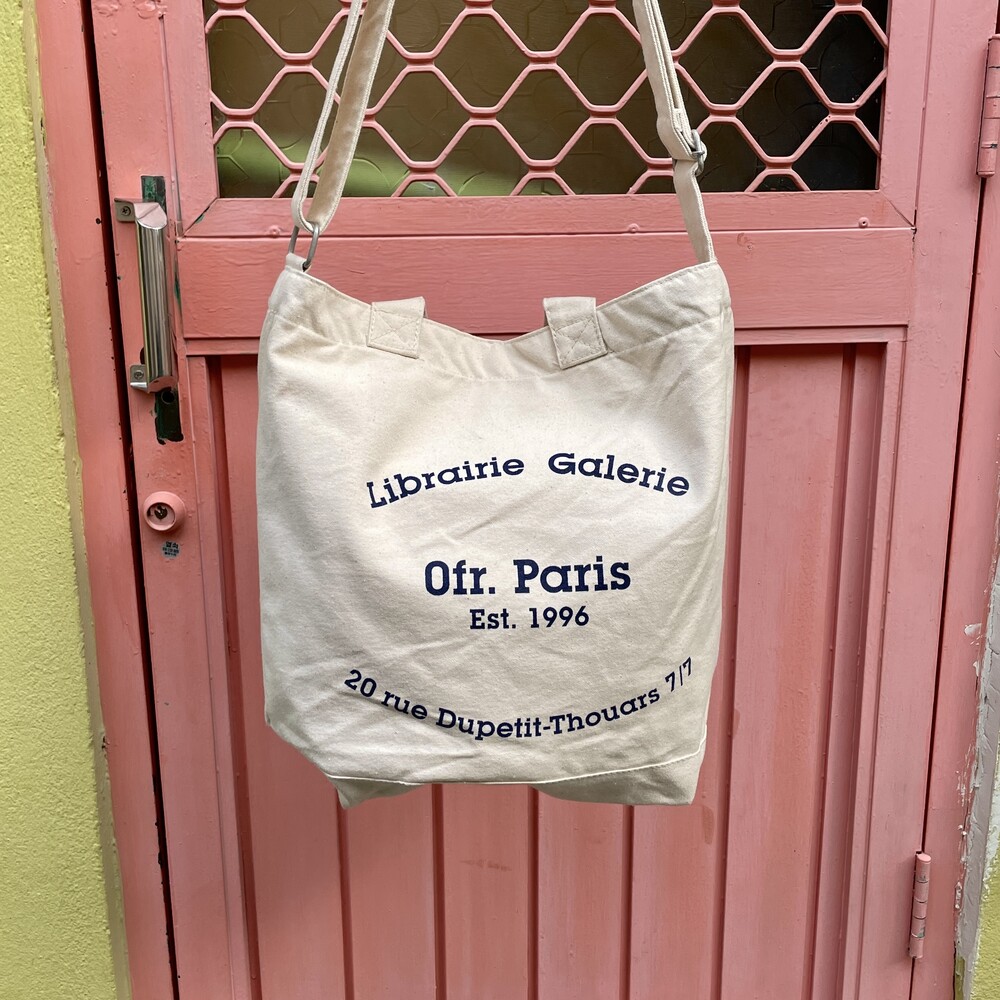 Librairie Galerie
Ofr. Paris
Est. 1996
20 rue Dupetit-Thouars 7/7